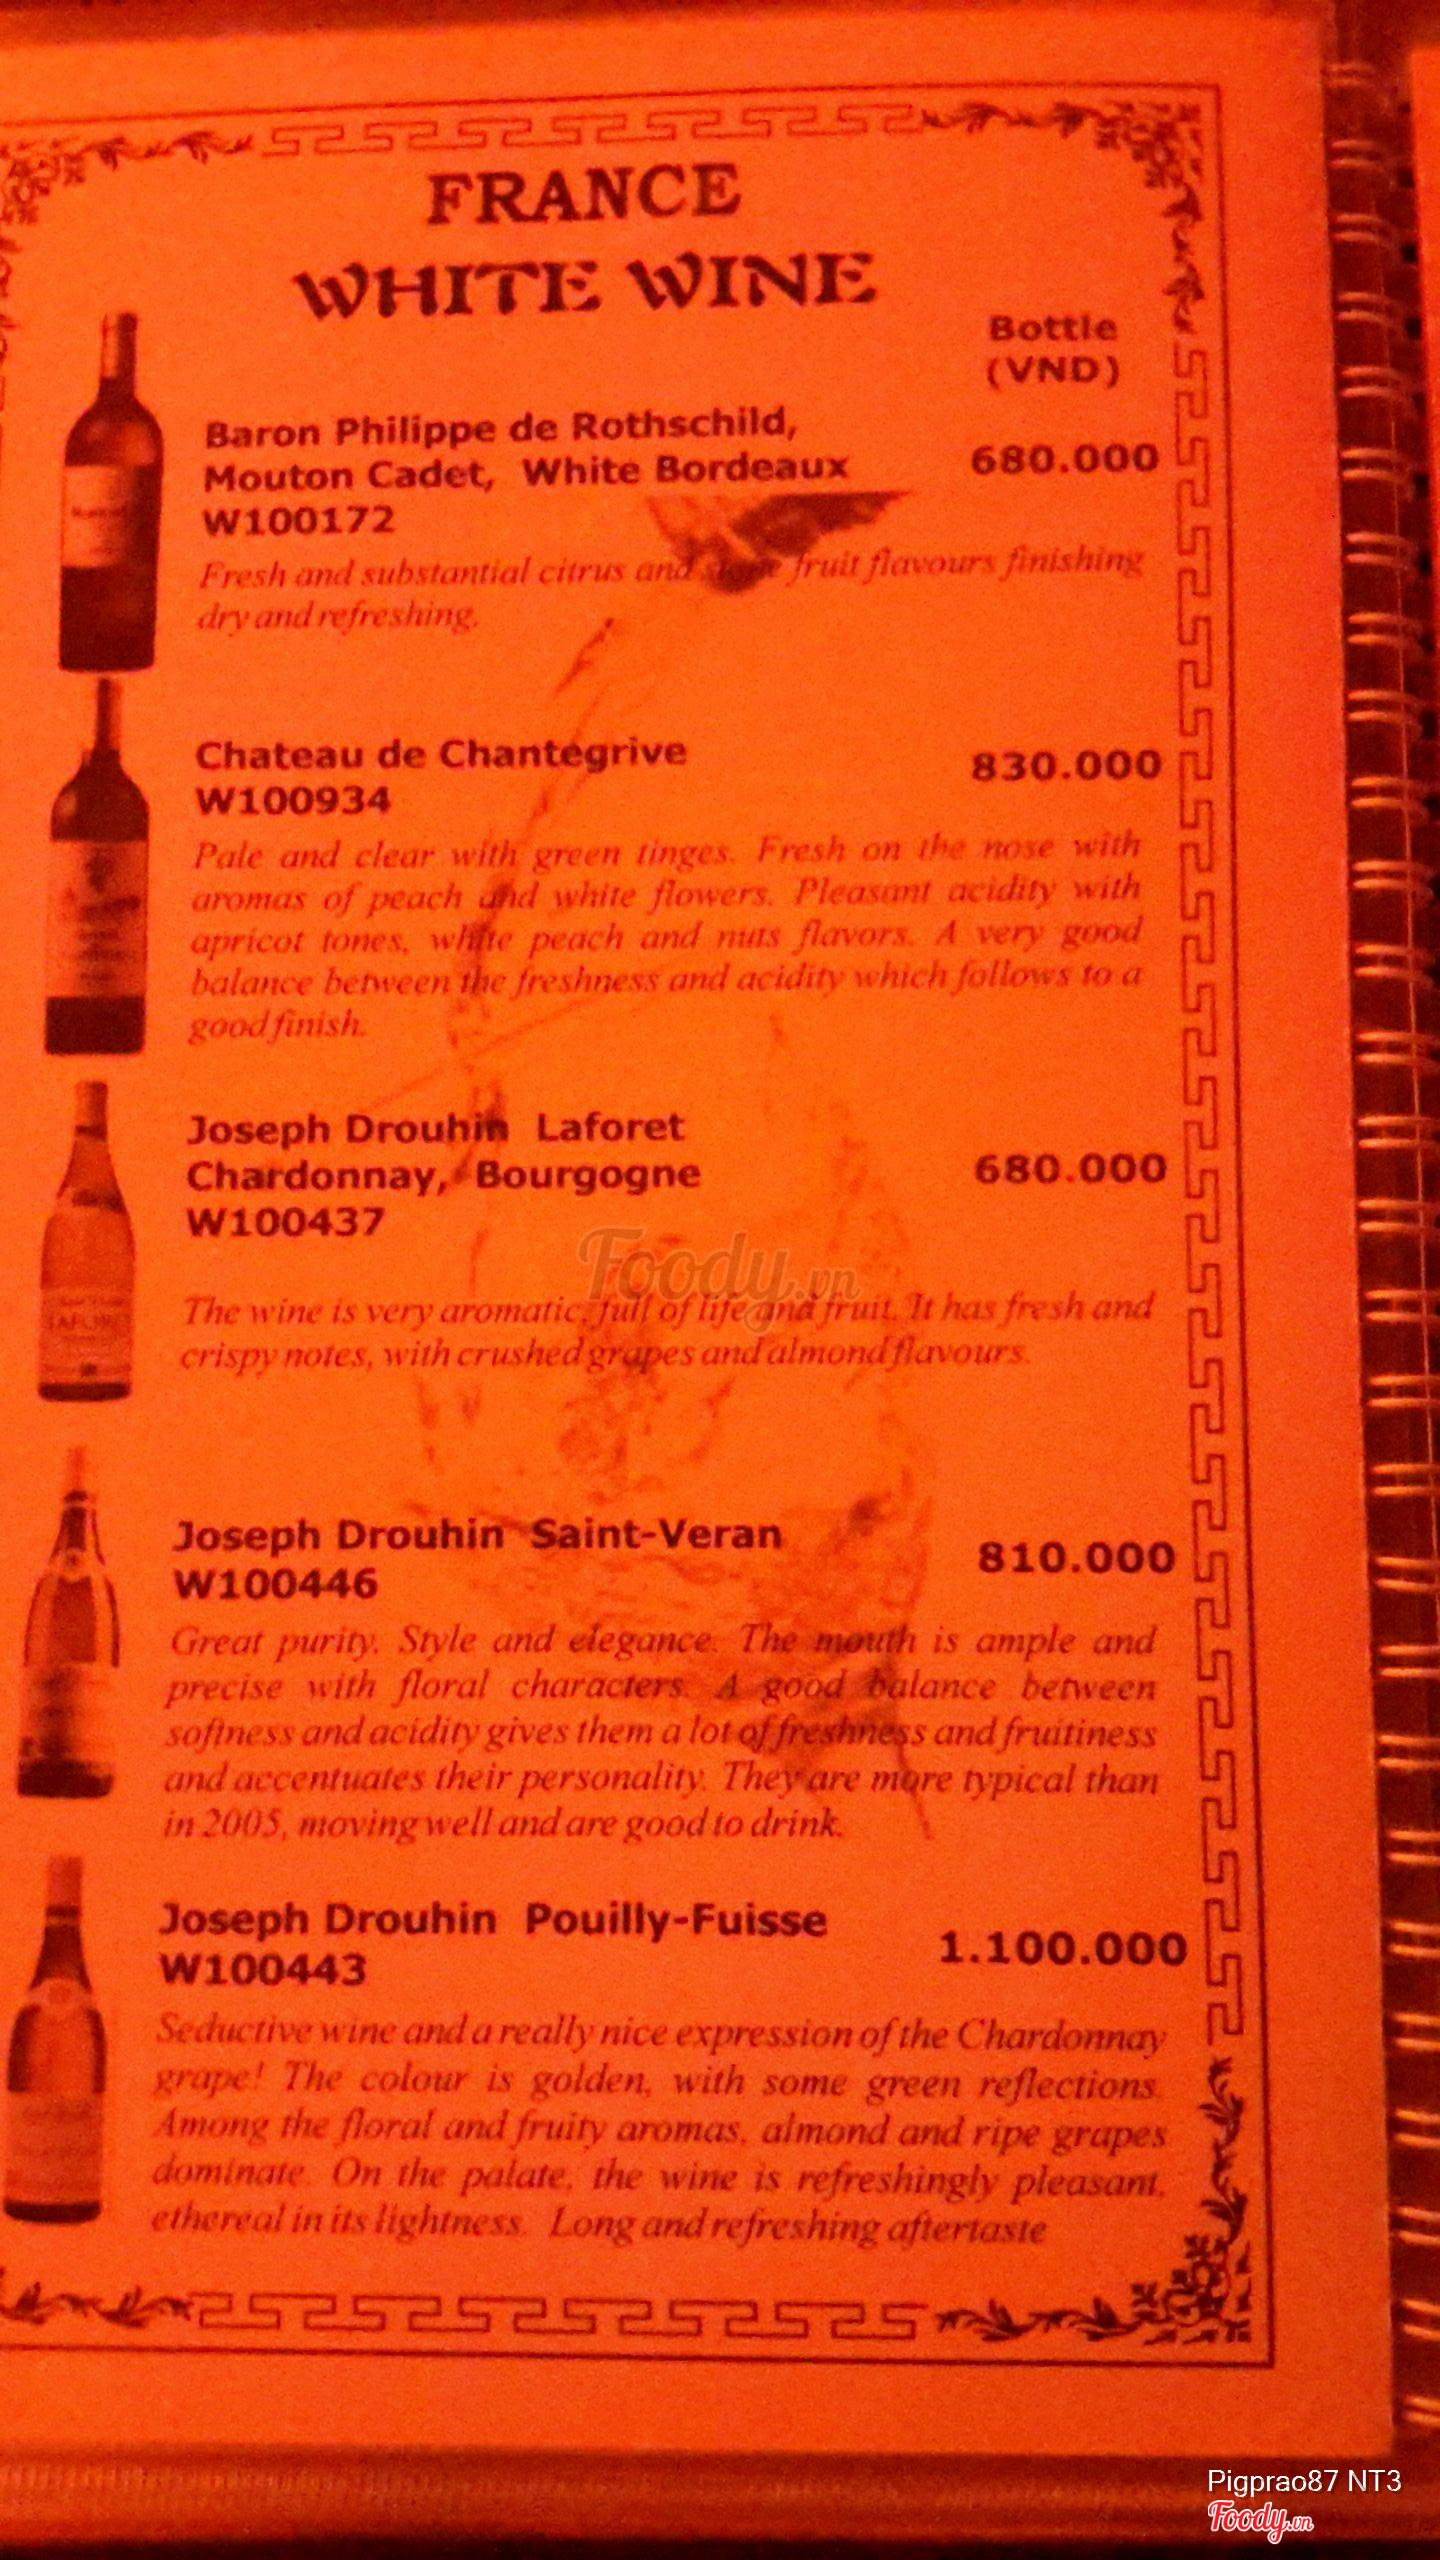 FRANCE
WHITE WINE
Bottle
(VND)
Baron Philippe de Rothschild,
Mouton Cadet, White Bordeaux
680.000
W100172
Fresh and substantial citrus and stone fruit flavours finishing
dry and refreshing.
Chateau de Chantegrive
830.000
W100934
Pale and clear with green tinges. Fresh on the nose with
aromas of peach and white flowers. Pleasant acidity with
apricot tones, white peach and nuts flavors. A very good
balance between the freshness and acidity which follows to a
good finish.
Joseph Drouhin Laforet
Chardonnay, Bourgogne
680.000
W100437
Foody.vn
The wine is very aromatic, full of life and fruit. It has fresh and
crispy notes, with crushed grapes and almond flavours.
Joseph Drouhin Saint-Veran
810.000
W100446
Great purity. Style and elegance. The mouth is ample and
precise with floral characters. A good balance between
softness and acidity gives them a lot of freshness and fruitiness
and accentuates their personality. They are more typical than
in 2005, moving well and are good to drink.
Joseph Drouhin Pouilly-Fuisse
1.100.000
W100443
Seductive wine and a really nice expression of the Chardonnay
grape! The colour is golden, with some green reflections.
Among the floral and fruity aromas, almond and ripe grapes
dominate. On the palate, the wine is refreshingly pleasant,
ethereal in its lightness. Long and refreshing aftertaste
Pigprao87 NT3
Foody.vn